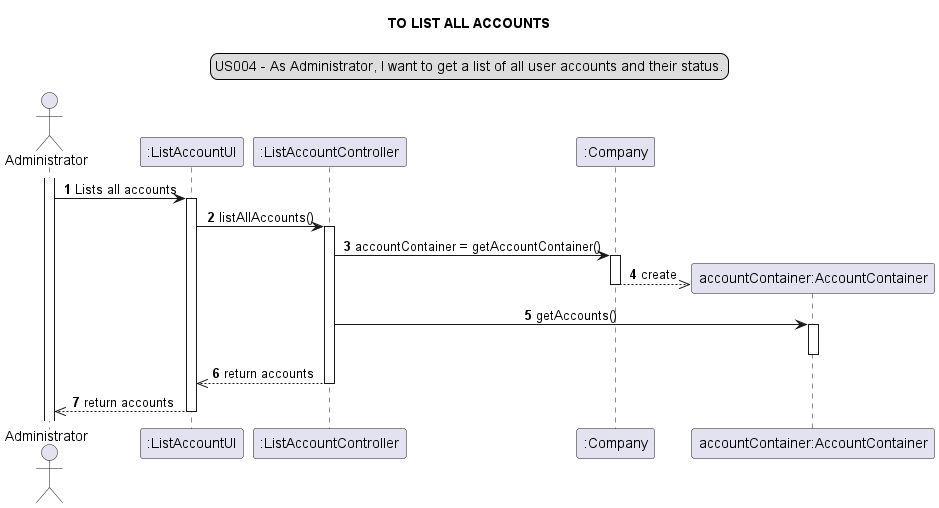 TO LIST ALL ACCOUNTS
US004 - As Administrator, I want to get a list of all user accounts and their status.
Administrator
:ListAccountUI
:ListAccountController
:Company
1 Lists all accounts
2 listAllAccounts()
3 accountContainer = getAccountContainer()
4 create
accountContainer:AccountContainer
5 getAccounts()
6 return accounts
7 return accounts
Administrator
:ListAccountUI
:ListAccountController
:Company
accountContainer:AccountContainer